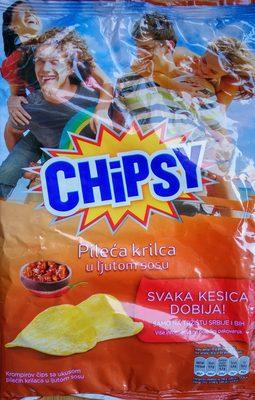 CHiPSY
Pileća krilca
u ljutom sosu
SVAKA KESICA
DOBIJA!
SAMO NA TRŽIŠTU SRBIJE I BIH
Krompirov čips sa ukusom
pilećih krilaca u ljutom sosu